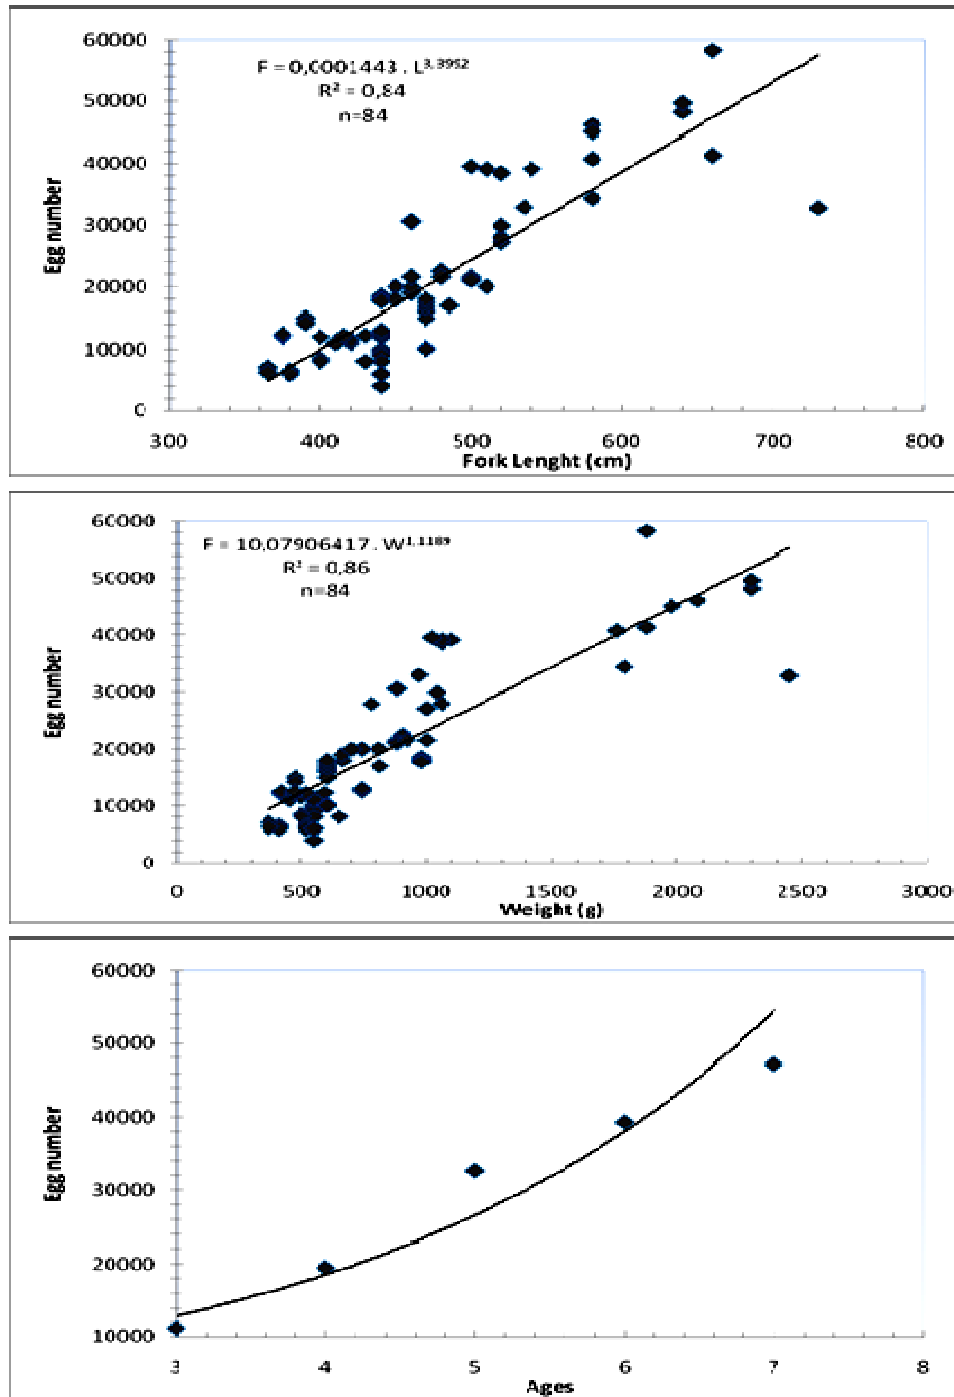 60000
50000
40000
30000
20000
10000
0
F = 0,0001443 . L^3,3952
R² = 0,84
n=84
Egg number
300 400 500 600 700 800
Fork Lenght (cm)
60000
50000
40000
30000
20000
10000
0
F = 10,07906417 . W^1,1189
R² = 0,86
n=84
Egg number
0 500 1000 1500 2000 2500 3000
Weight (g)
60000
50000
40000
30000
20000
10000
Egg number
3 4 5 6 7 8
Ages